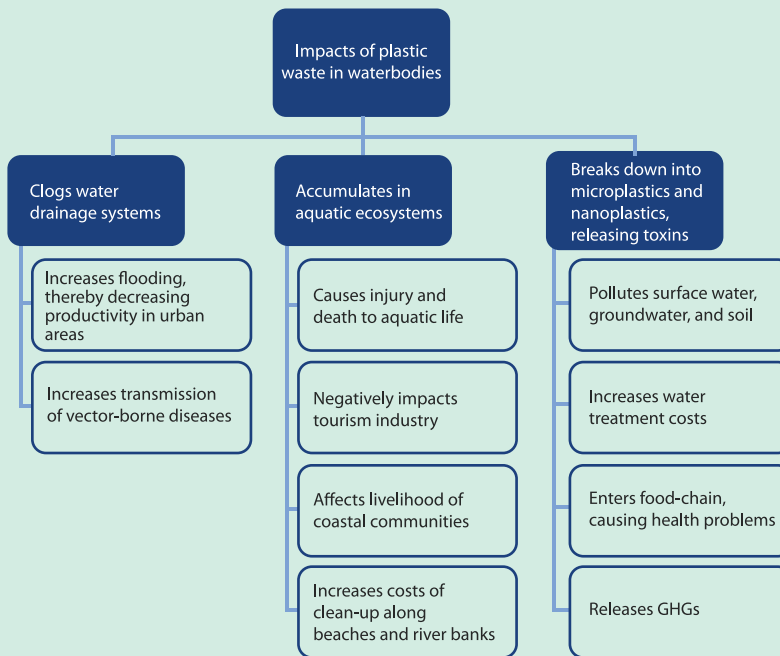 Impacts of plastic
waste in waterbodies
Clogs water
drainage systems
Increases flooding,
thereby decreasing
productivity in urban
areas
Increases transmission
of vector-borne diseases
Accumulates in
aquatic ecosystems
Causes injury and
death to aquatic life
Negatively impacts
tourism industry
Affects livelihood of
coastal communities
Increases costs of
clean-up along
beaches and river banks
Breaks down into
microplastics and
nanoplastics,
releasing toxins
Pollutes surface water,
groundwater, and soil
Increases water
treatment costs
Enters food-chain,
causing health problems
Releases GHGs